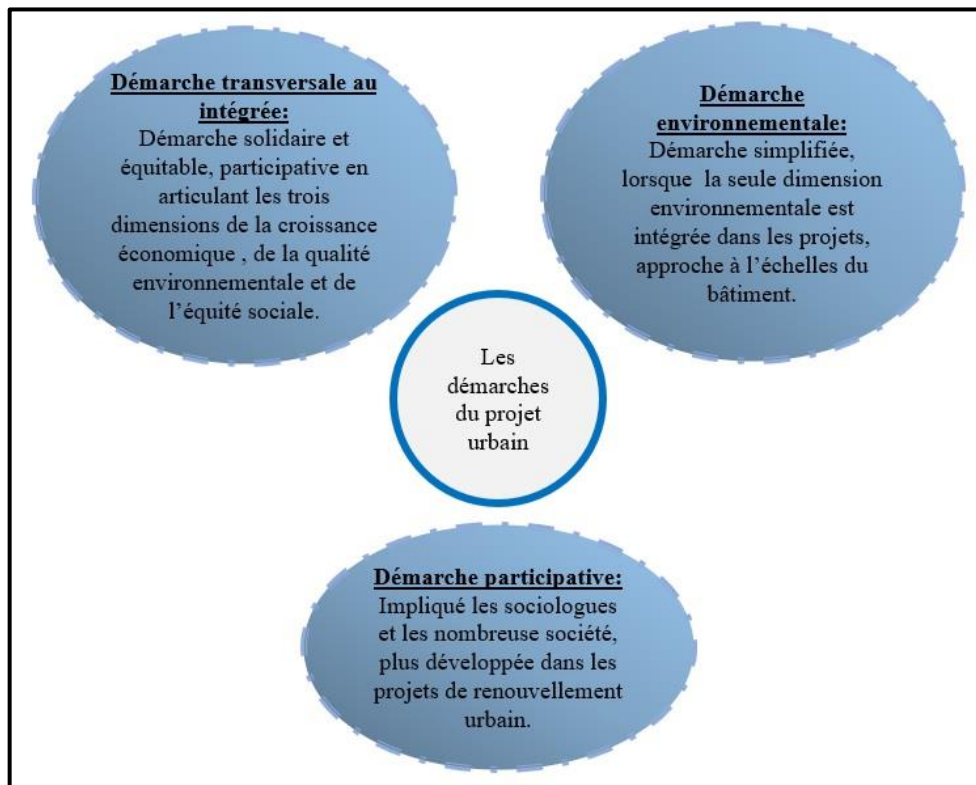 Démarche transversale au
intégrée:
Démarche solidaire et
équitable, participative en
articulant les trois
dimensions de la croissance
économique , de la qualité
environnementale et de
l'équité sociale.
Démarche
environnementale:
Démarche simplifiée,
lorsque  la seule dimension
environnementale est
intégrée dans les projets,
approche à l'échelles du
bâtiment.
Les
démarches
du projet
urbain
Démarche participative:
Impliqué les sociologues
et les nombreuse société,
plus développée dans les
projets de renouvellement
urbain.